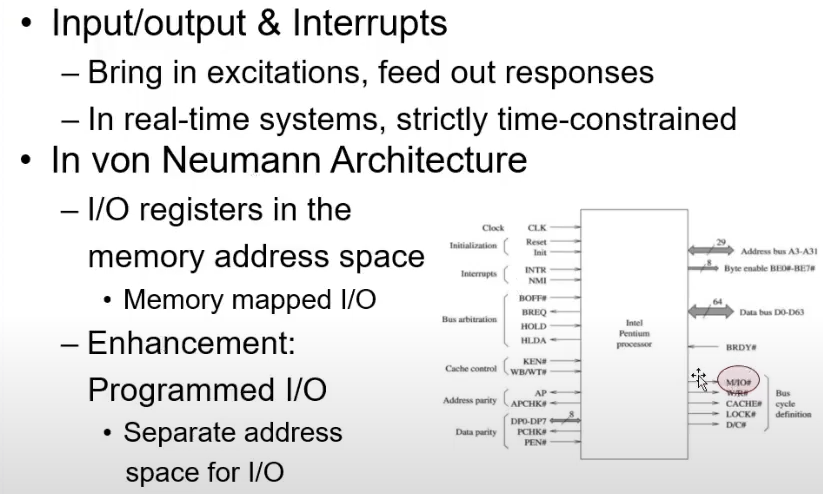 • Input/output & Interrupts
– Bring in excitations, feed out responses
– In real-time systems, strictly time-constrained
• In von Neumann Architecture
– I/O registers in the
memory address space
• Memory mapped I/O
– Enhancement:
Programmed I/O
• Separate address
space for I/O
Clock CLK
Initialization Reset
Init
Interrupts INTR
NMI
Bus arbitration BOFF#
BREQ
HOLD
HLDA
Cache control KEN#
WB/WT#
Address parity AP
APCHK#
Data parity DP0-DP7 8
PCHK#
PEN#
Intel
Pentium
processor
29 Address bus A3-A31
8 Byte enable BE0#-BE7#
64 Data bus D0-D63
BRDY#
M/IO#
W/R#
CACHE#
LOCK#
D/C#
Bus
cycle
definition